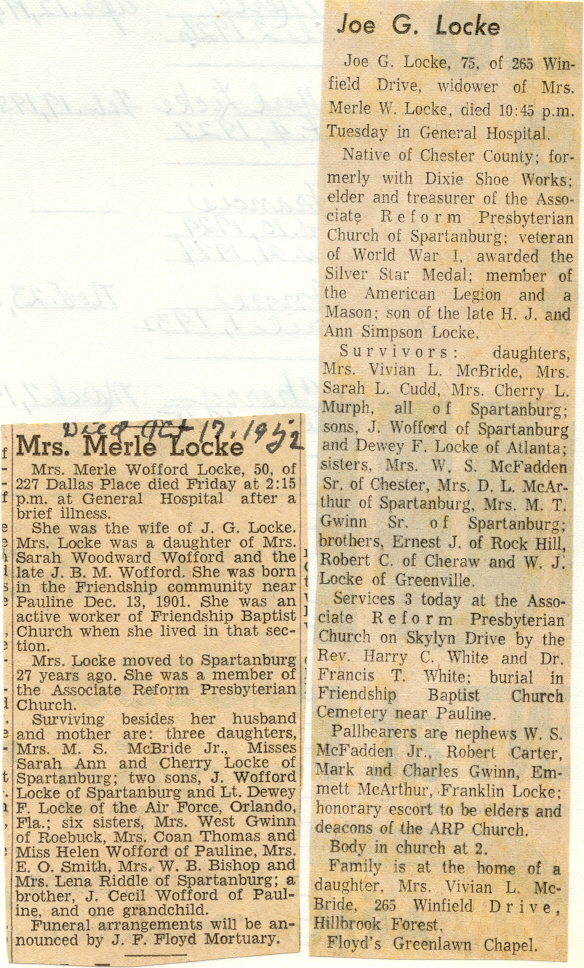 Joe G. Locke
Joe G. Locke, 75, of 265 Win-
field Drive, widower of Mrs.
Merle W. Locke, died 10:45 p.m.
Tuesday in General Hospital.
Native of Chester County; for-
merly with Dixie Shoe Works;
elder and treasurer of the Asso-
ciate Reform Presbyterian
Church of Spartanburg; veteran
of World War I, awarded the
Silver Star Medal; member of
the American Legion and a
Mason; son of the late H. J. and
Ann Simpson Locke.
Survivors: daughters,
Mrs. Vivian L. McBride, Mrs.
Sarah L. Cudd, Mrs. Cherry L.
Murph, all of Spartanburg;
sons, J. Wofford of Spartanburg
and Dewey F. Locke of Atlanta;
sisters, Mrs. W. S. McFadden
Sr. of Chester, Mrs. D. L. McAr-
thur of Spartanburg, Mrs. M. T.
Gwinn Sr. of Spartanburg;
brothers, Ernest J. of Rock Hill,
Robert C. of Cheraw and W. J.
Locke of Greenville.
Services 3 today at the Asso-
ciate Reform Presbyterian
Church on Skylyn Drive by the
Rev. Harry C. White and Dr.
Francis T. White; burial in
Friendship Baptist Church
Cemetery near Pauline.
Pallbearers are nephews W. S.
McFadden Jr., Robert Carter,
Mark and Charles Gwinn, Em-
mett McArthur, Franklin Locke;
honorary escort to be elders and
deacons of the ARP Church.
Body in church at 2.
Family is at the home of a
daughter, Mrs. Vivian L. Mc-
Bride, 265 Winfield Drive,
Hillbrook Forest.
Floyd's Greenlawn Chapel.
Died Oct 17, 1952
Mrs. Merle Locke
Mrs. Merle Wofford Locke, 50, of
227 Dallas Place died Friday at 2:15
p.m. at General Hospital after a
brief illness.
She was the wife of J. G. Locke.
Mrs. Locke was a daughter of Mrs.
Sarah Woodward Wofford and the
late J. B. M. Wofford. She was born
in the Friendship community near
Pauline Dec. 13, 1901. She was an
active worker of Friendship Baptist
Church when she lived in that sec-
tion.
Mrs. Locke moved to Spartanburg
27 years ago. She was a member of
the Associate Reform Presbyterian
Church.
Surviving besides her husband
and mother are: three daughters,
Mrs. M. S. McBride Jr., Misses
Sarah Ann and Cherry Locke of
Spartanburg; two sons, J. Wofford
Locke of Spartanburg and Lt. Dewey
F. Locke of the Air Force, Orlando,
Fla.; six sisters, Mrs. West Gwinn
of Roebuck, Mrs. Coan Thomas and
Miss Helen Wofford of Pauline, Mrs.
E. O. Smith, Mrs. W. B. Bishop and
Mrs. Lena Riddle of Spartanburg; a
brother, J. Cecil Wofford of Paul-
ine, and one grandchild.
Funeral arrangements will be an-
nounced by J. F. Floyd Mortuary.